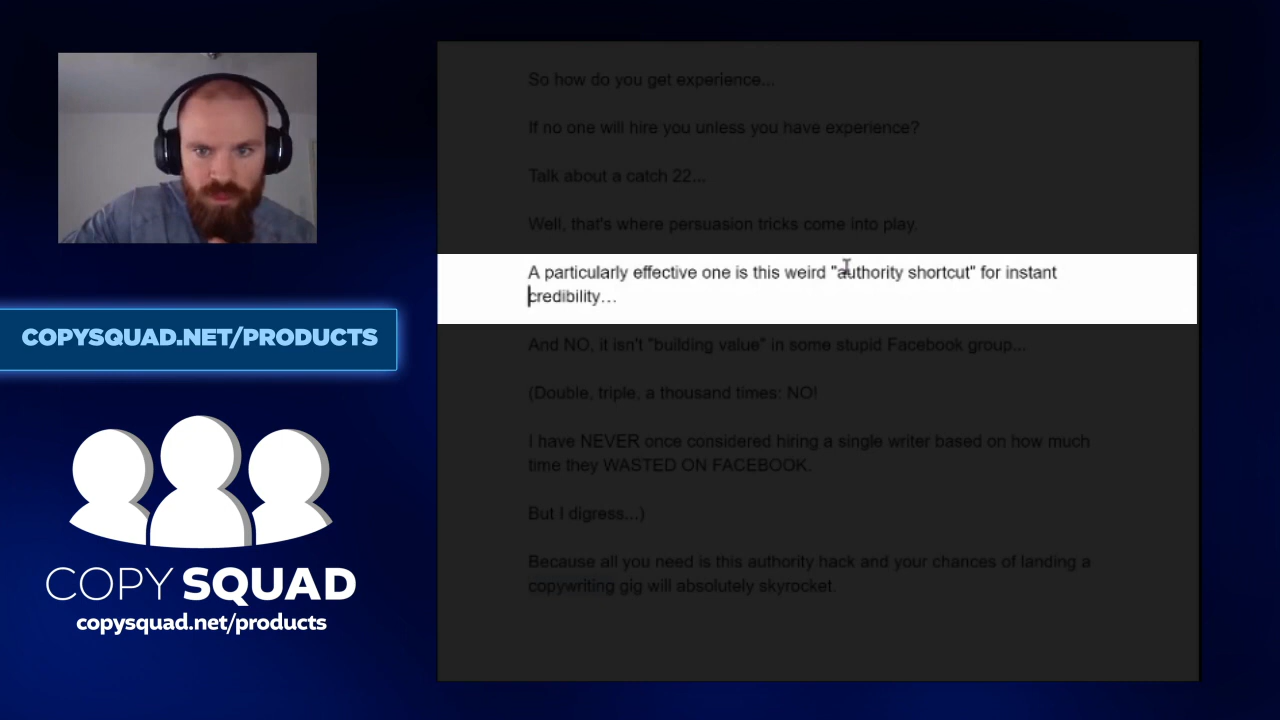 So how do you get experience...
If no one will hire you unless you have experience?
Talk about a catch 22...
Well, that's where persuasion tricks come into play.
A particularly effective one is this weird "authority shortcut" for instant
credibility…
And NO, it isn't "building value" in some stupid Facebook group...
(Double, triple, a thousand times: NO!
I have NEVER once considered hiring a single writer based on how much
time they WASTED ON FACEBOOK.
But I digress...)
Because all you need is this authority hack and your chances of landing a
copywriting gig will absolutely skyrocket.
COPYSQUAD.NET/PRODUCTS
COPY SQUAD
copysquad.net/products